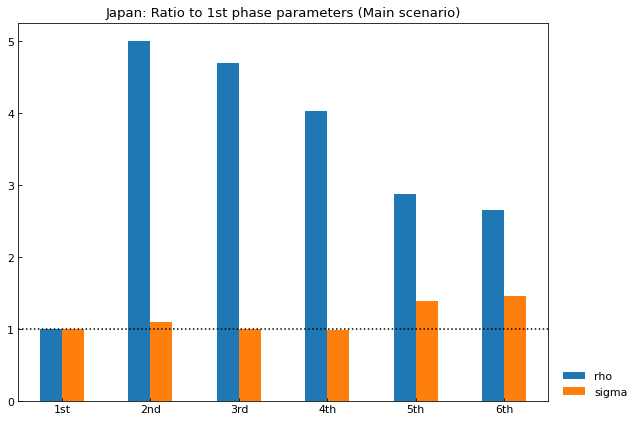 Japan: Ratio to 1st phase parameters (Main scenario)
5
4
3
2
1
0
1st 2nd 3rd 4th 5th 6th
rho
sigma